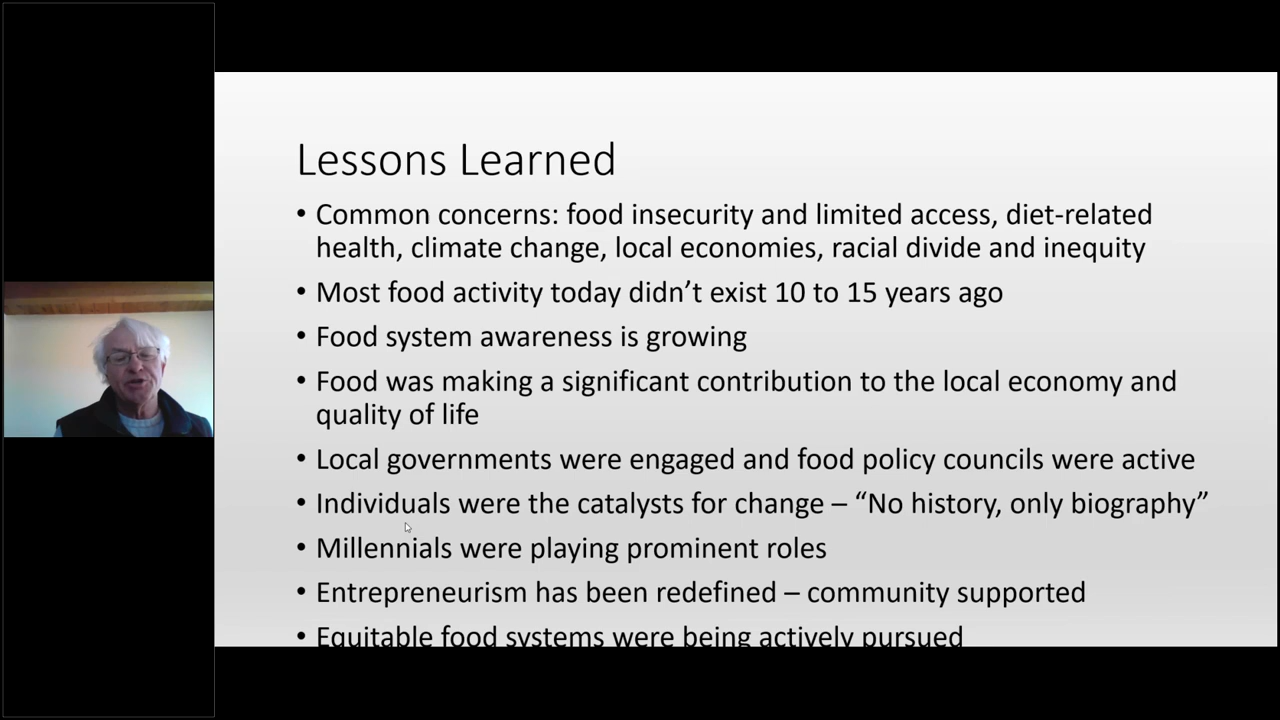 Lessons Learned
• Common concerns: food insecurity and limited access, diet-related
health, climate change, local economies, racial divide and inequity
• Most food activity today didn’t exist 10 to 15 years ago
• Food system awareness is growing
• Food was making a significant contribution to the local economy and
quality of life
• Local governments were engaged and food policy councils were active
• Individuals were the catalysts for change – “No history, only biography”
• Millennials were playing prominent roles
• Entrepreneurism has been redefined – community supported
• Equitable food systems were being actively pursued